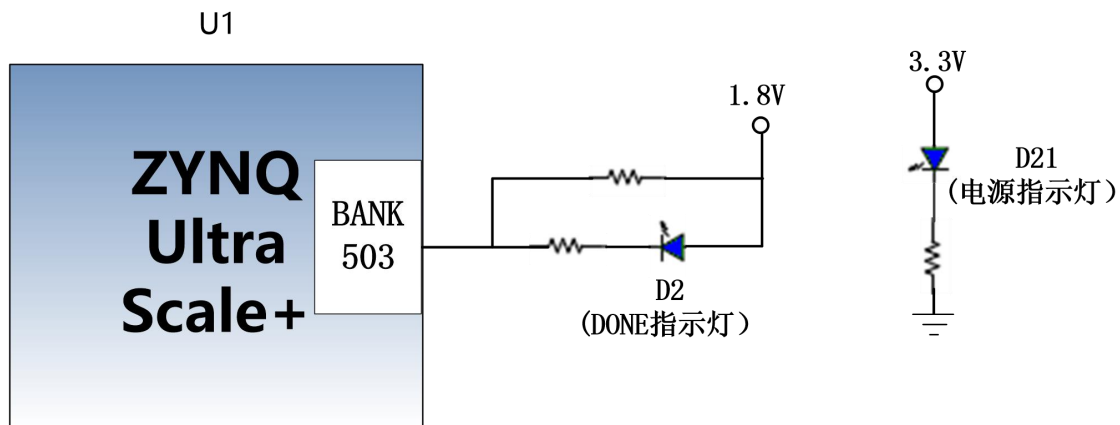 U1
ZYNQ
Ultra
Scale+
BANK
503
1.8V
D2
(DONE指示灯）
3.3V
D21
(电源指示灯）